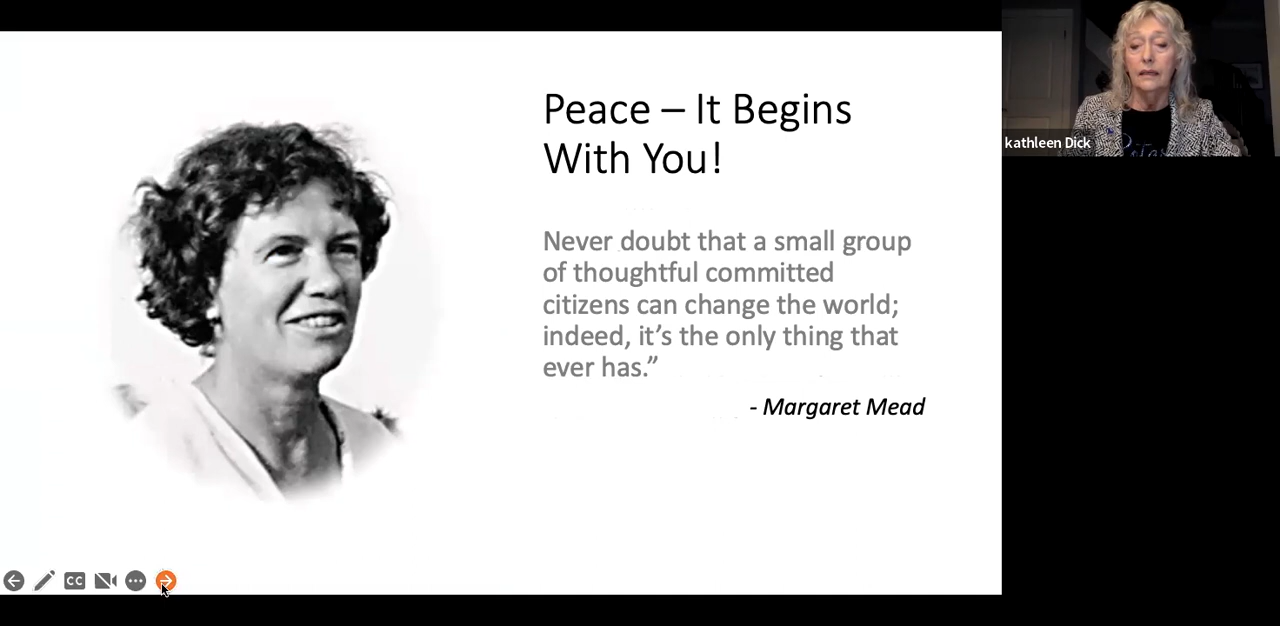 Peace – It Begins
With You!
Never doubt that a small group
of thoughtful committed
citizens can change the world;
indeed, it’s the only thing that
ever has.”
- Margaret Mead
kathleen Dick
CC